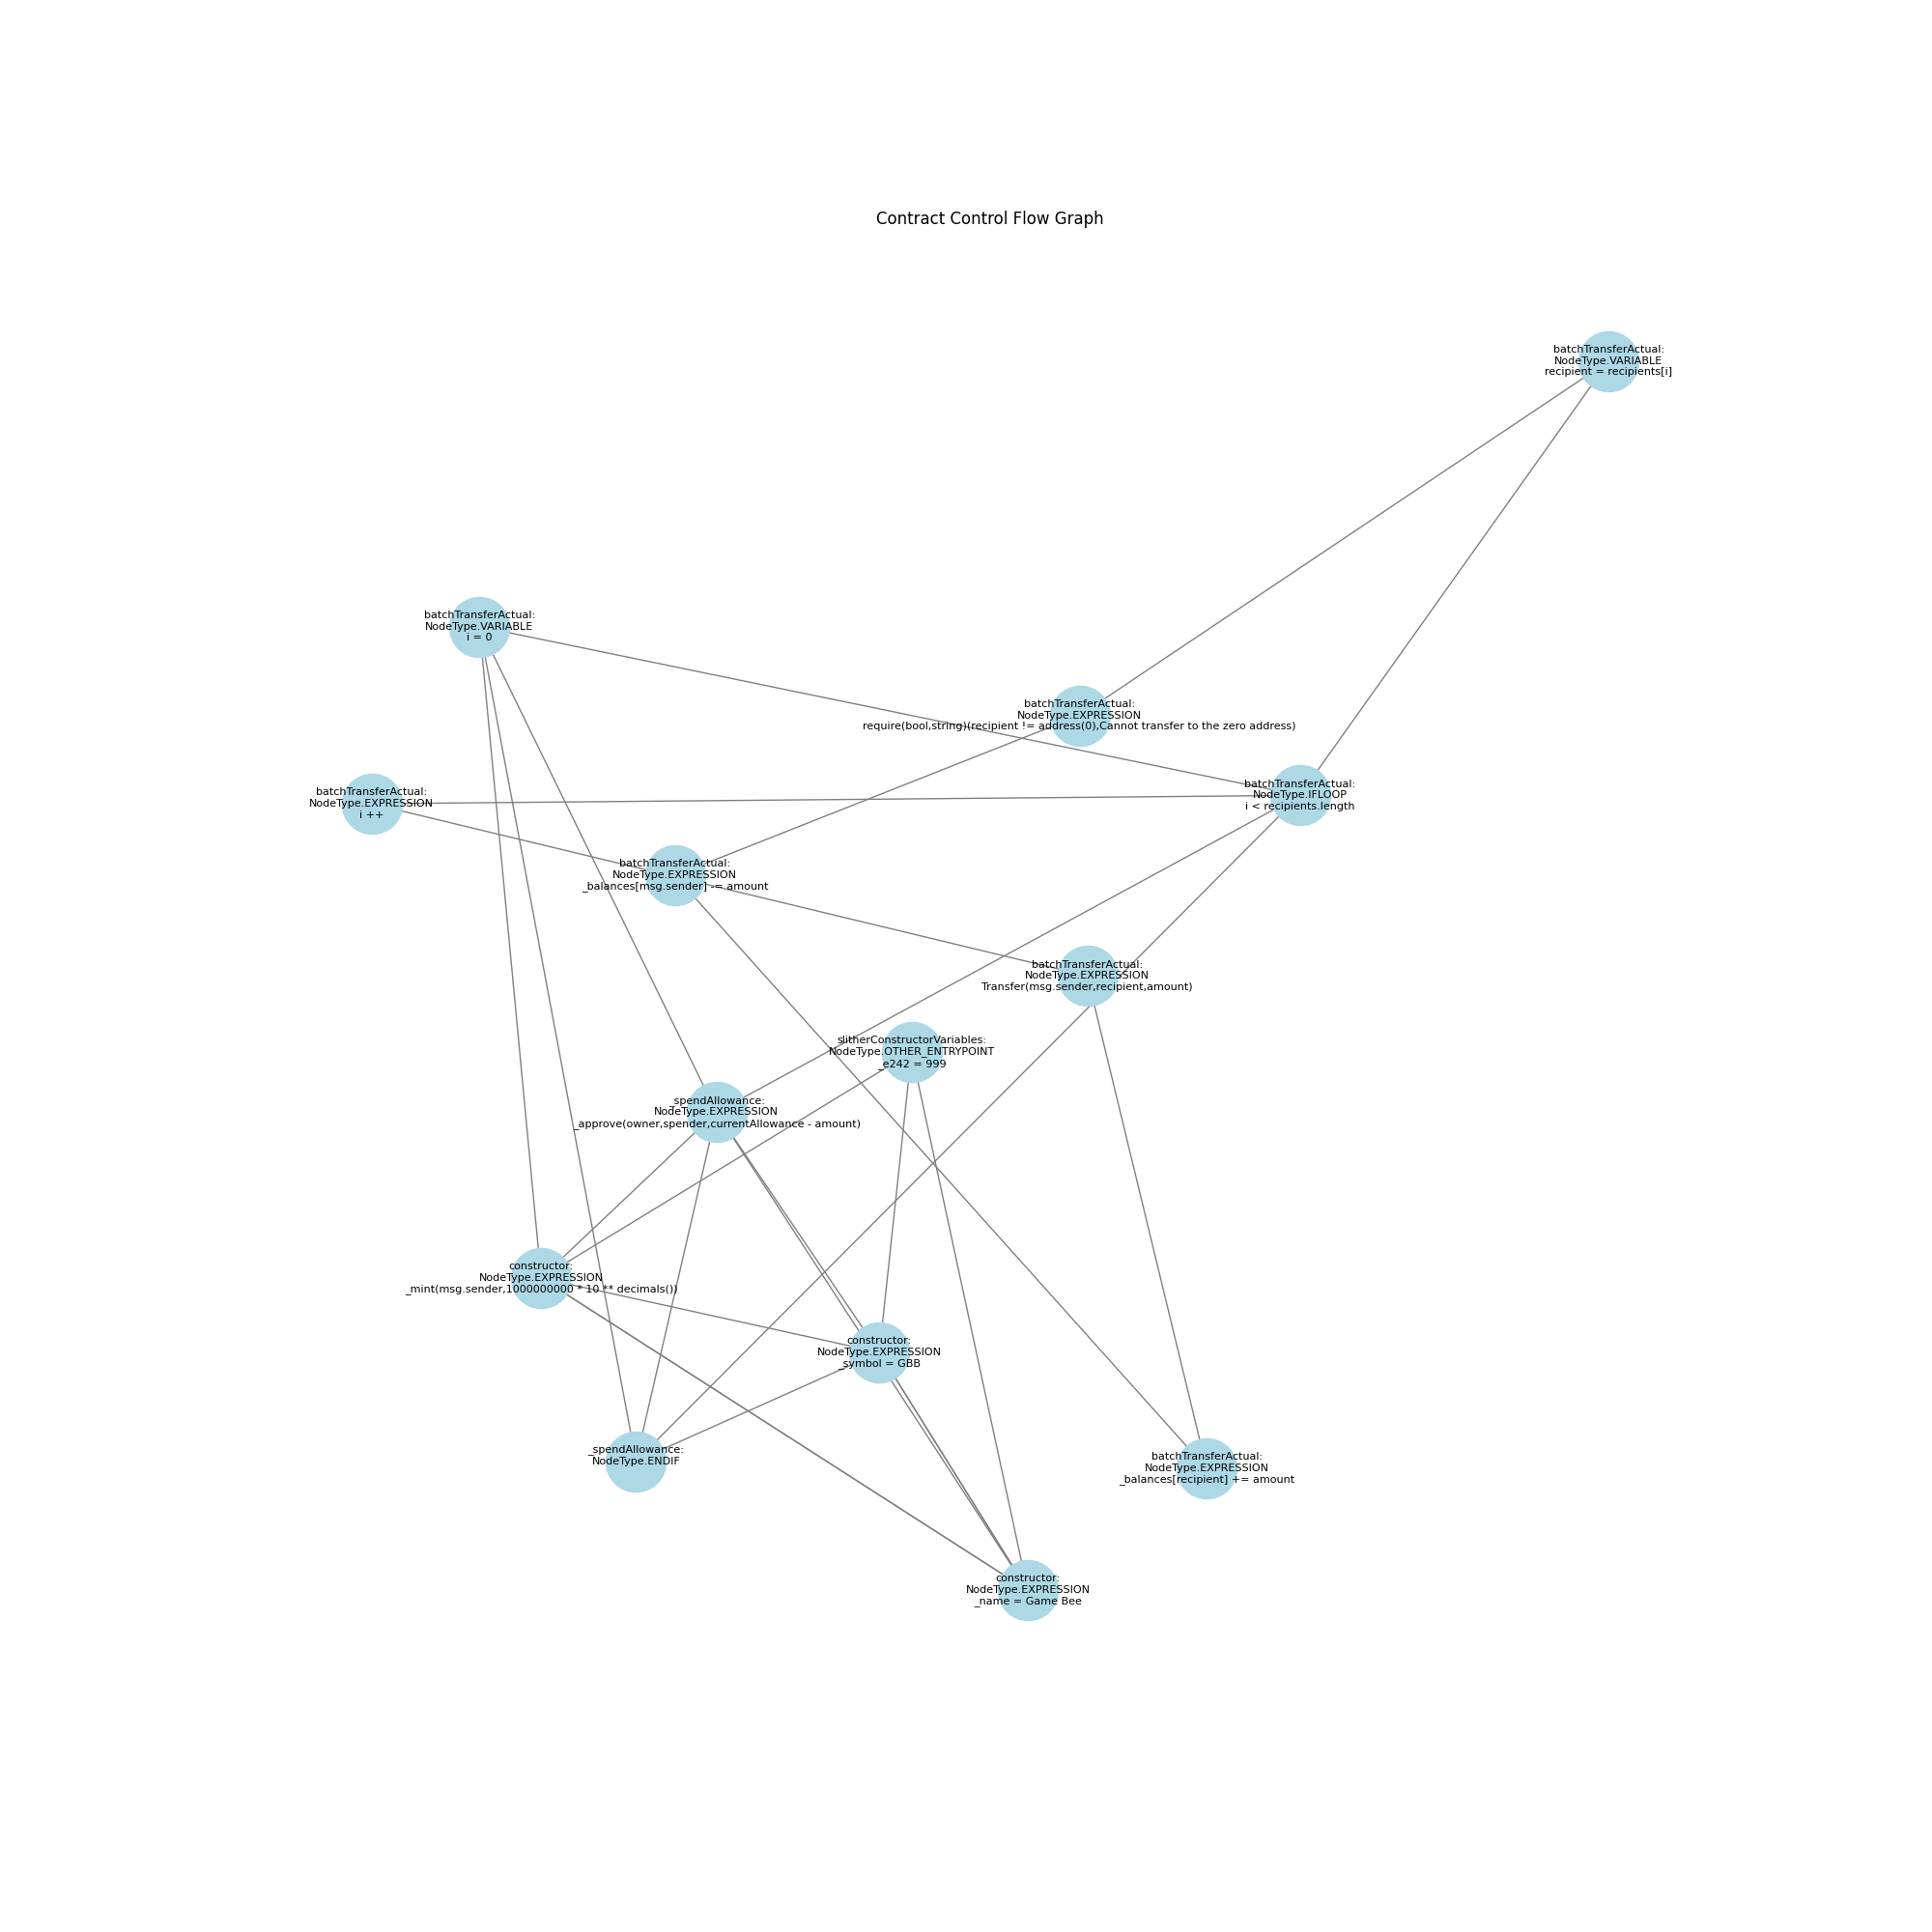 Contract Control Flow Graph
batchTransferActual:
NodeType.VARIABLE
recipient = recipients[i]
batchTransferActual:
NodeType.VARIABLE
i = 0
batchTransferActual:
NodeType.EXPRESSION
require(bool,string)(recipient != address(0),Cannot transfer to the zero address)
batchTransferActual:
NodeType.IFLOOP
i < recipients.length
batchTransferActual:
NodeType.EXPRESSION
i ++
batchTransferActual:
NodeType.EXPRESSION
_balances[msg.sender] -= amount
batchTransferActual:
NodeType.EXPRESSION
Transfer(msg.sender,recipient,amount)
slitherConstructorVariables:
NodeType.OTHER_ENTRYPOINT
_e242 = 999
_spendAllowance:
NodeType.EXPRESSION
_approve(owner,spender,currentAllowance - amount)
constructor:
NodeType.EXPRESSION
_mint(msg.sender,1000000000 * 10 ** decimals())
constructor:
NodeType.EXPRESSION
_symbol = GBB
_spendAllowance:
NodeType.ENDIF
batchTransferActual:
NodeType.EXPRESSION
_balances[recipient] += amount
constructor:
NodeType.EXPRESSION
_name = Game Bee